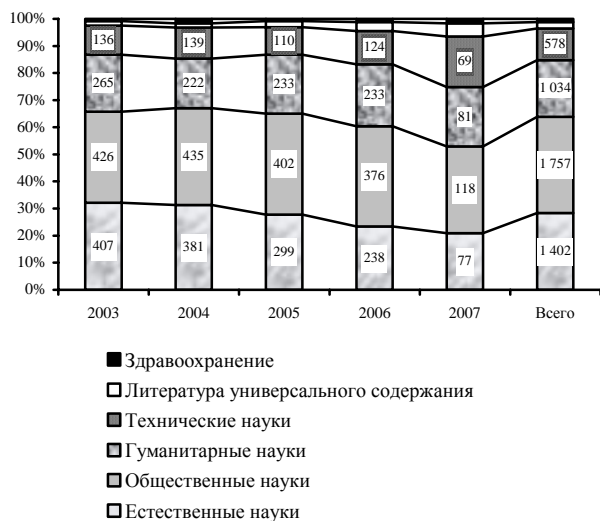 100%
90%
80%
70%
60%
50%
40%
30%
20%
10%
0%
136 139 110 124 69 578
265 222 233 233 81 1 034
426 435 402 376 118 1 757
407 381 299 238 77 1 402
2003 2004 2005 2006 2007 Всего
Здравоохранение
Литература универсального содержания
Технические науки
Гуманитарные науки
Общественные науки
Естественные науки